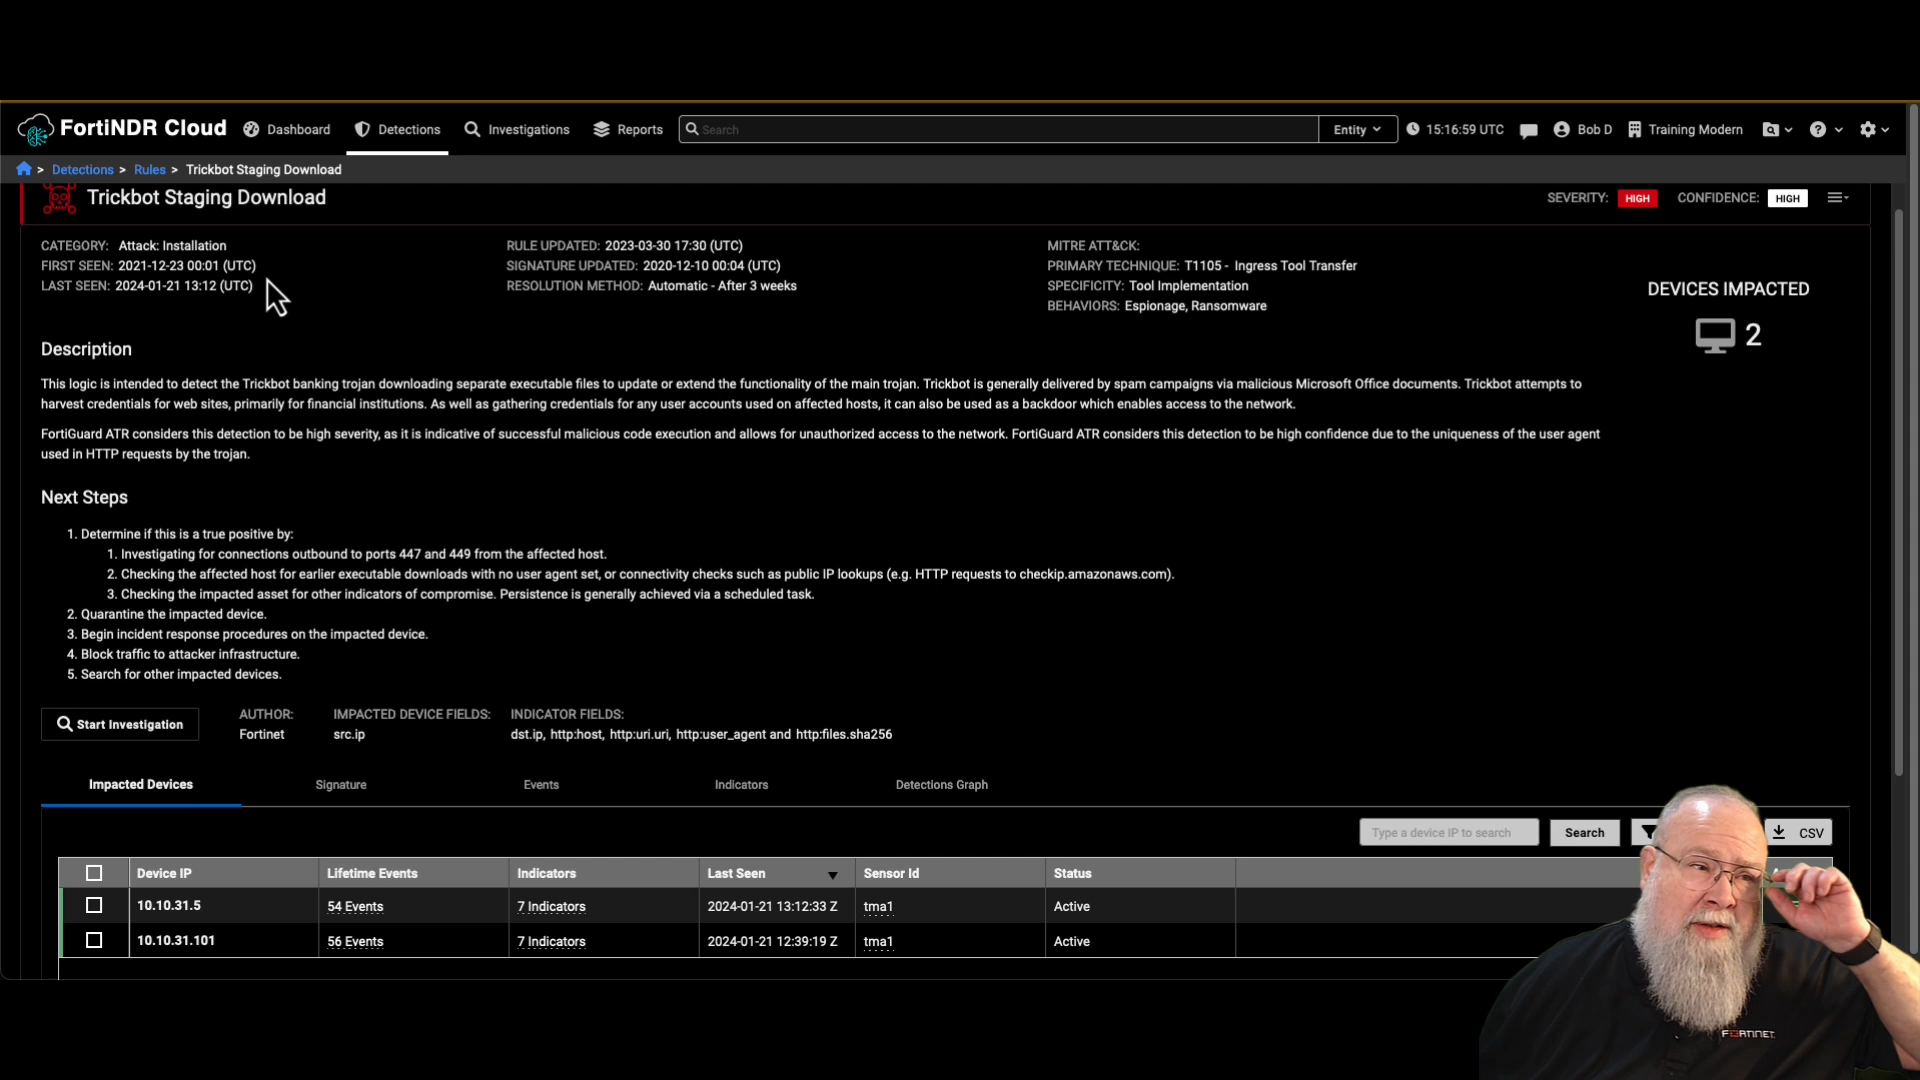 FortiNDR Cloud
Dashboard
Detections
Investigations
Reports
Search
Entity
15:16:59 UTC
Bob D
Training Modern
> Detections > Rules > Trickbot Staging Download
Trickbot Staging Download
SEVERITY: HIGH
CONFIDENCE: HIGH
CATEGORY: Attack: Installation
FIRST SEEN: 2021-12-23 00:01 (UTC)
LAST SEEN: 2024-01-21 13:12 (UTC)
RULE UPDATED: 2023-03-30 17:30 (UTC)
SIGNATURE UPDATED: 2020-12-10 00:04 (UTC)
RESOLUTION METHOD: Automatic - After 3 weeks
MITRE ATT&CK:
PRIMARY TECHNIQUE: T1105 - Ingress Tool Transfer
SPECIFICITY: Tool Implementation
BEHAVIORS: Espionage, Ransomware
DEVICES IMPACTED
2
Description
This logic is intended to detect the Trickbot banking trojan downloading separate executable files to update or extend the functionality of the main trojan. Trickbot is generally delivered by spam campaigns via malicious Microsoft Office documents. Trickbot attempts to
harvest credentials for web sites, primarily for financial institutions. As well as gathering credentials for any user accounts used on affected hosts, it can also be used as a backdoor which enables access to the network.
FortiGuard ATR considers this detection to be high severity, as it is indicative of successful malicious code execution and allows for unauthorized access to the network. FortiGuard ATR considers this detection to be high confidence due to the uniqueness of the user agent
used in HTTP requests by the trojan.
Next Steps
1. Determine if this is a true positive by:
1. Investigating for connections outbound to ports 447 and 449 from the affected host.
2. Checking the affected host for earlier executable downloads with no user agent set, or connectivity checks such as public IP lookups (e.g. HTTP requests to checkip.amazonaws.com).
3. Checking the impacted asset for other indicators of compromise. Persistence is generally achieved via a scheduled task.
2. Quarantine the impacted device.
3. Begin incident response procedures on the impacted device.
4. Block traffic to attacker infrastructure.
5. Search for other impacted devices.
Start Investigation
AUTHOR:
Fortinet
IMPACTED DEVICE FIELDS:
src.ip
INDICATOR FIELDS:
dst.ip, http:host, http:uri.uri, http:user_agent and http:files.sha256
Impacted Devices
Signature
Events
Indicators
Detections Graph
Type a device IP to search
Search
CSV
Device IP Lifetime Events Indicators Last Seen Sensor Id Status
10.10.31.5 54 Events 7 Indicators 2024-01-21 13:12:33 Z tma1 Active
10.10.31.101 56 Events 7 Indicators 2024-01-21 12:39:19 Z tma1 Active
FORTINET